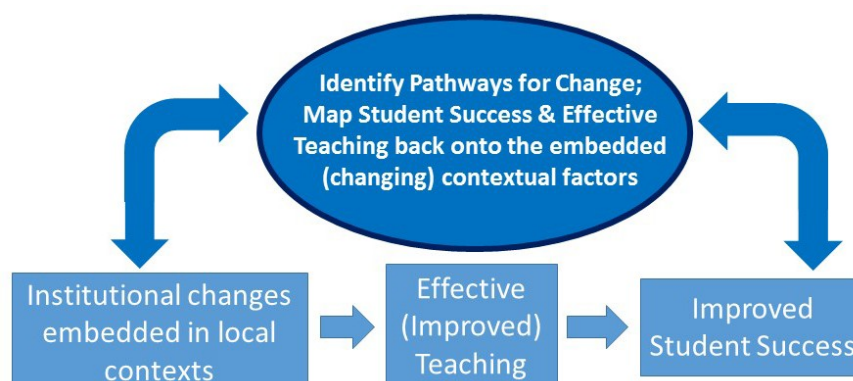 Identify Pathways for Change;
Map Student Success & Effective
Teaching back onto the embedded
(changing) contextual factors
Institutional changes
embedded in local
contexts
Effective
(Improved)
Teaching
Improved
Student Success